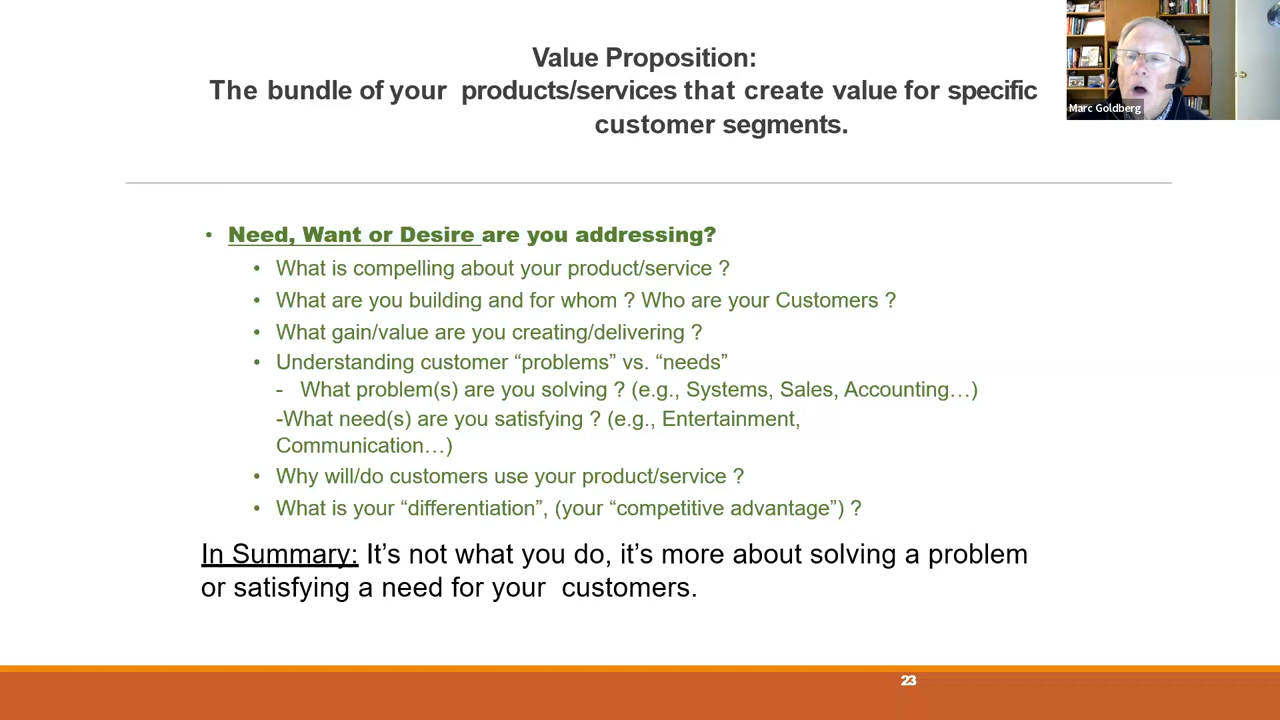 Value Proposition:
The bundle of your products/services that create value for specific
customer segments.
Marc Goldberg
• Need, Want or Desire are you addressing?
• What is compelling about your product/service ?
• What are you building and for whom ? Who are your Customers ?
• What gain/value are you creating/delivering ?
• Understanding customer “problems” vs. “needs”
- What problem(s) are you solving ? (e.g., Systems, Sales, Accounting…)
-What need(s) are you satisfying ? (e.g., Entertainment,
Communication…)
• Why will/do customers use your product/service ?
• What is your “differentiation”, (your “competitive advantage”) ?
In Summary: It’s not what you do, it’s more about solving a problem
or satisfying a need for your customers.
23